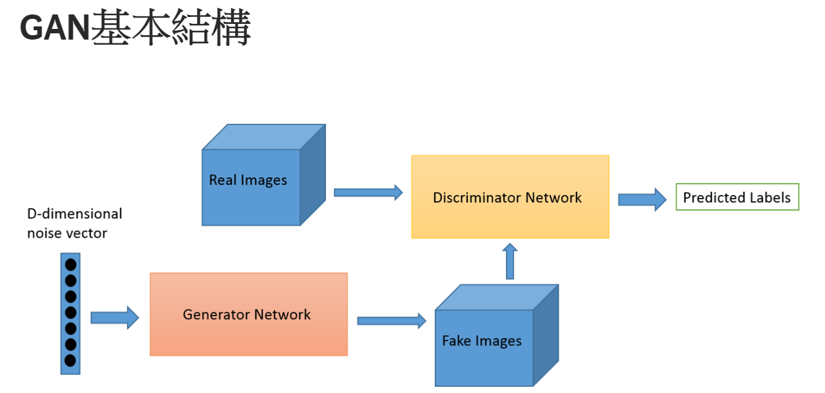 GAN基本結構
Real Images
Discriminator Network
Predicted Labels
D-dimensional
noise vector
Generator Network
Fake Images